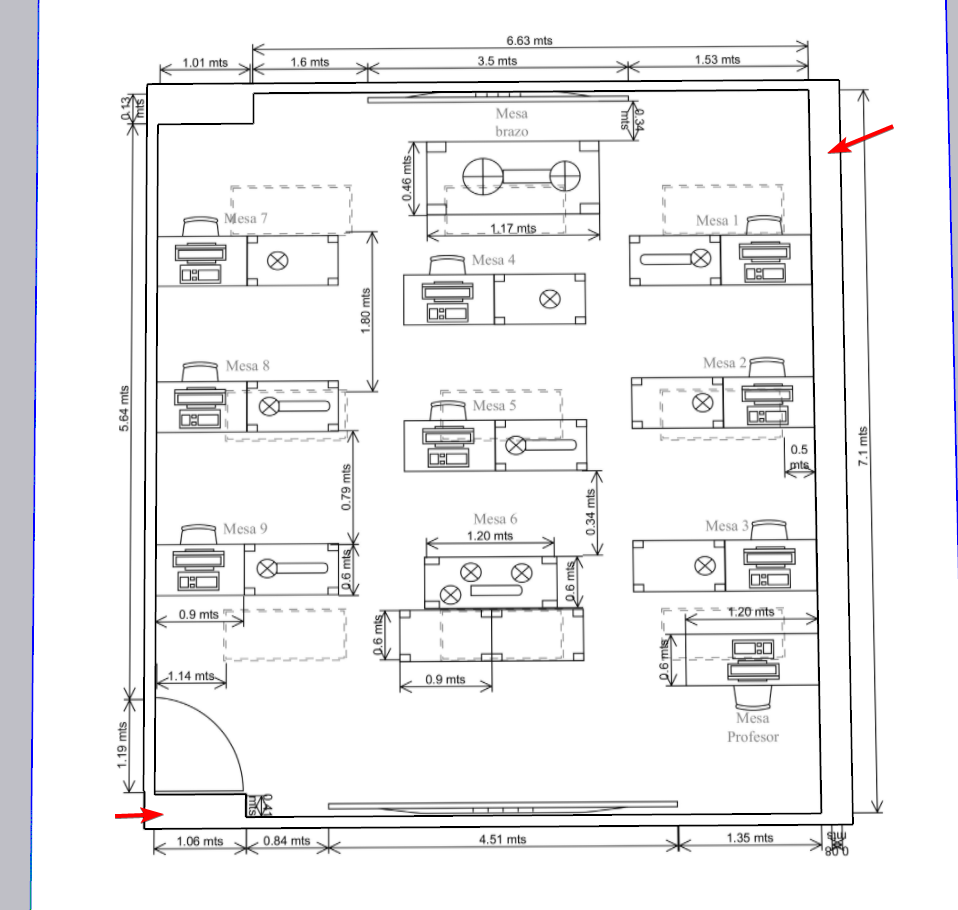 6.63 mts
1.01 mts
1.6 mts
3.5 mts
1.53 mts
0.13
mts
Mesa
brazo
0.34
mts
0.46 mts
1.17 mts
Mesa 7
Mesa 1
Mesa 4
1.80 mts
Mesa 8
Mesa 2
5.64 mts
Mesa 5
7.1 mts
0.5
mts
0.79 mts
0.34 mts
Mesa 9
Mesa 6
Mesa 3
1.20 mts
0.6 mts
0.6 mts
0.9 mts
1.20 mts
0.6 mts
0.6 mts
1.14 mts
0.9 mts
Mesa
Profesor
1.19 mts
0.41
mts
1.06 mts
0.84 mts
4.51 mts
1.35 mts
0.08
mts